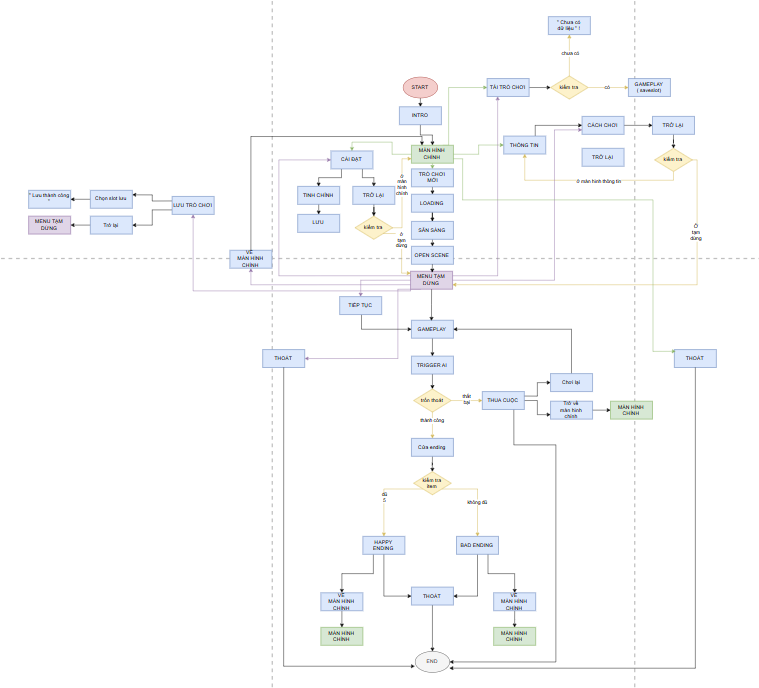 " Chưa có
dữ liệu " !
chưa có
START
TẢI TRÒ CHƠI
kiểm tra
có
GAMEPLAY
( saveslot)
INTRO
CÁCH CHƠI
TRỞ LẠI
THÔNG TIN
MÀN HÌNH
CHÍNH
CÀI ĐẶT
TRỞ LẠI
kiểm tra
ở màn hình thông tin
TRÒ CHƠI
MỚI
ở
màn
hình
chính
TINH CHỈNH
TRỞ LẠI
" Lưu thành công
"
Chọn slot lưu
LƯU TRÒ CHƠI
LOADING
LƯU
kiểm tra
MENU TẠM
DỪNG
Trở lại
SẴN SÀNG
Ở
tạm
dừng
ở
tạm
dừng
VỀ
MÀN HÌNH
CHÍNH
OPEN SCENE
MENU TẠM
DỪNG
TIẾP TỤC
GAMEPLAY
THOÁT
THOÁT
TRIGGER AI
Chơi lại
trốn thoát
thất
bại
THUA CUỘC
Trở về
màn hình
chính
MÀN HÌNH
CHÍNH
thành công
Cửa ending
kiểm tra
item
đủ
không đủ
HAPPY
ENDING
BAD ENDING
VỀ
MÀN HÌNH
CHÍNH
THOÁT
VỀ
MÀN HÌNH
CHÍNH
MÀN HÌNH
CHÍNH
MÀN HÌNH
CHÍNH
END